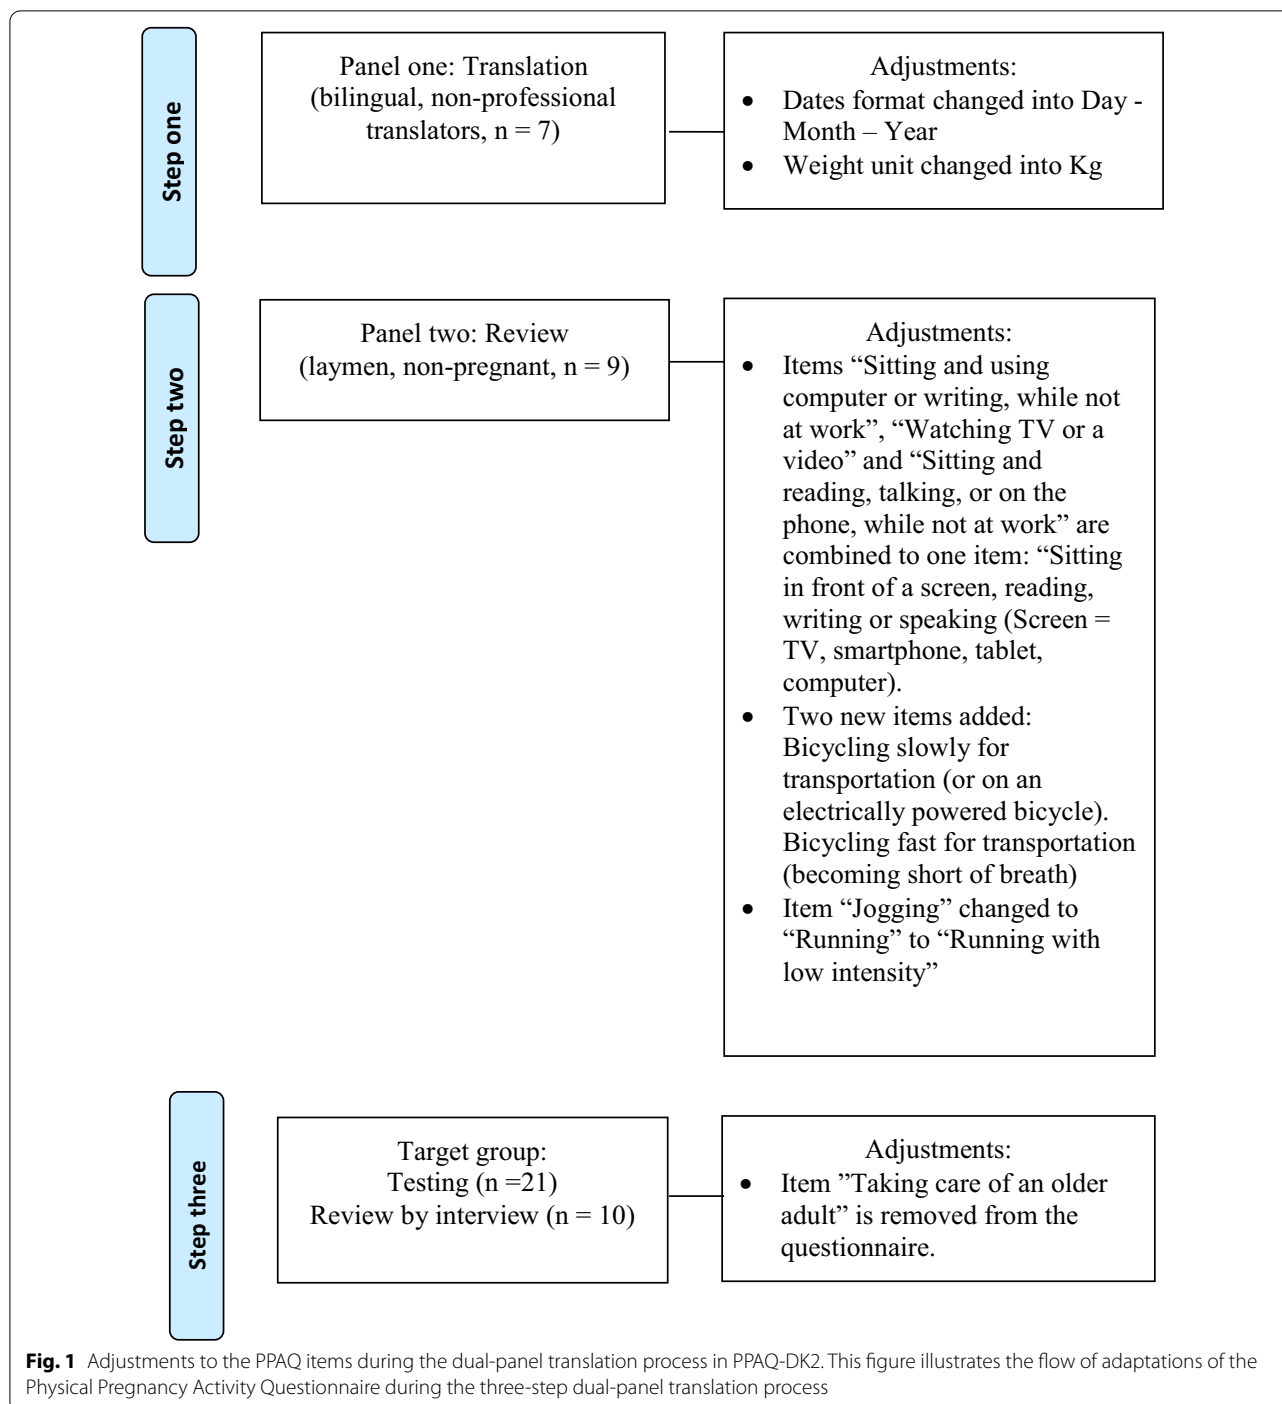 Step one
Panel one: Translation
(bilingual, non-professional
translators, n = 7)
Adjustments:
• Dates format changed into Day -
Month – Year
• Weight unit changed into Kg
Step two
Panel two: Review
(laymen, non-pregnant, n = 9)
Adjustments:
• Items “Sitting and using
computer or writing, while not
at work”, “Watching TV or a
video” and “Sitting and
reading, talking, or on the
phone, while not at work” are
combined to one item: “Sitting
in front of a screen, reading,
writing or speaking (Screen =
TV, smartphone, tablet,
computer).
• Two new items added:
Bicycling slowly for
transportation (or on an
electrically powered bicycle).
Bicycling fast for transportation
(becoming short of breath)
• Item “Jogging” changed to
“Running” to “Running with
low intensity”
Step three
Target group:
Testing (n =21)
Review by interview (n = 10)
Adjustments:
• Item ”Taking care of an older
adult” is removed from the
questionnaire.
Fig. 1 Adjustments to the PPAQ items during the dual-panel translation process in PPAQ-DK2. This figure illustrates the flow of adaptations of the
Physical Pregnancy Activity Questionnaire during the three-step dual-panel translation process